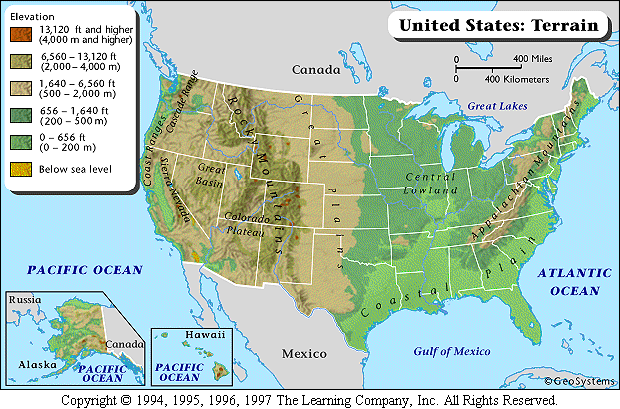 Elevation
13,120 ft and higher
(4,000 m and higher)
6,560 – 13,120 ft
(2,000 – 4,000 m)
1,640 – 6,560 ft
(500 – 2,000 m)
656 – 1,640 ft
(200 – 500 m)
0 – 656 ft
(0 – 200 m)
Below sea level
United States: Terrain
0 400 Miles
0 400 Kilometers
Canada
Great Lakes
Cascade Range
Coast Ranges
Rocky Mountains
Great Plains
Sierra Nevada
Great
Basin
Colorado
Plateau
Central
Lowland
Appalachian Mountains
Coastal Plain
PACIFIC OCEAN
ATLANTIC
OCEAN
Mexico
Gulf of Mexico
Russia
Alaska
Canada
PACIFIC
OCEAN
Hawaii
PACIFIC
OCEAN
©GeoSystems
Copyright © 1994, 1995, 1996, 1997 The Learning Company, Inc. All Rights Reserved.